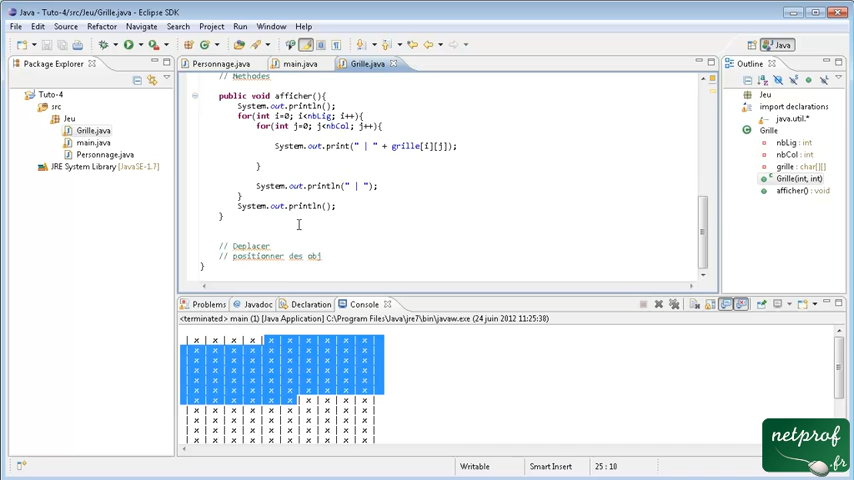 Java - Tuto-4/src/Jeu/Grille.java - Eclipse SDK
File Edit Source Refactor Navigate Search Project Run Window Help
Java
Package Explorer
Tuto-4
src
Jeu
Grille.java
main.java
Personnage.java
JRE System Library [JavaSE-1.7]
Personnage.java main.java Grille.java
// Methodes
public void afficher(){
System.out.println();
for(int i=0; i<nbLig; i++){
for(int j=0; j<nbCol; j++){
System.out.print(" | " + grille[i][j]);
}
System.out.println(" | ");
}
System.out.println();
}
// Deplacer
// positionner des obj
}
Outline
Jeu
import declarations
java.util.*
Grille
nbLig : int
nbCol : int
grille : char[][]
Grille(int, int)
afficher() : void
Problems Javadoc Declaration Console
<terminated> main (1) [Java Application] C:\Program Files\Java\jre7\bin\javaw.exe (24 juin 2012 11:25:38)
| x | x | x | x | x | x | x | x | x | x |
| x | x | x | x | x | x | x | x | x | x |
| x | x | x | x | x | x | x | x | x | x |
| x | x | x | x | x | x | x | x | x | x |
| x | x | x | x | x | x | x | x | x | x |
| x | x | x | x | x | x | x | x | x | x |
| x | x | x | x | x | x | x | x | x | x |
| x | x | x | x | x | x | x | x | x | x |
| x | x | x | x | x | x | x | x | x | x |
| x | x | x | x | x | x | x | x | x | x |
| x | x | x | x | x | x | x | x | x | x |
Writable Smart Insert 25 : 10
netprof
.fr